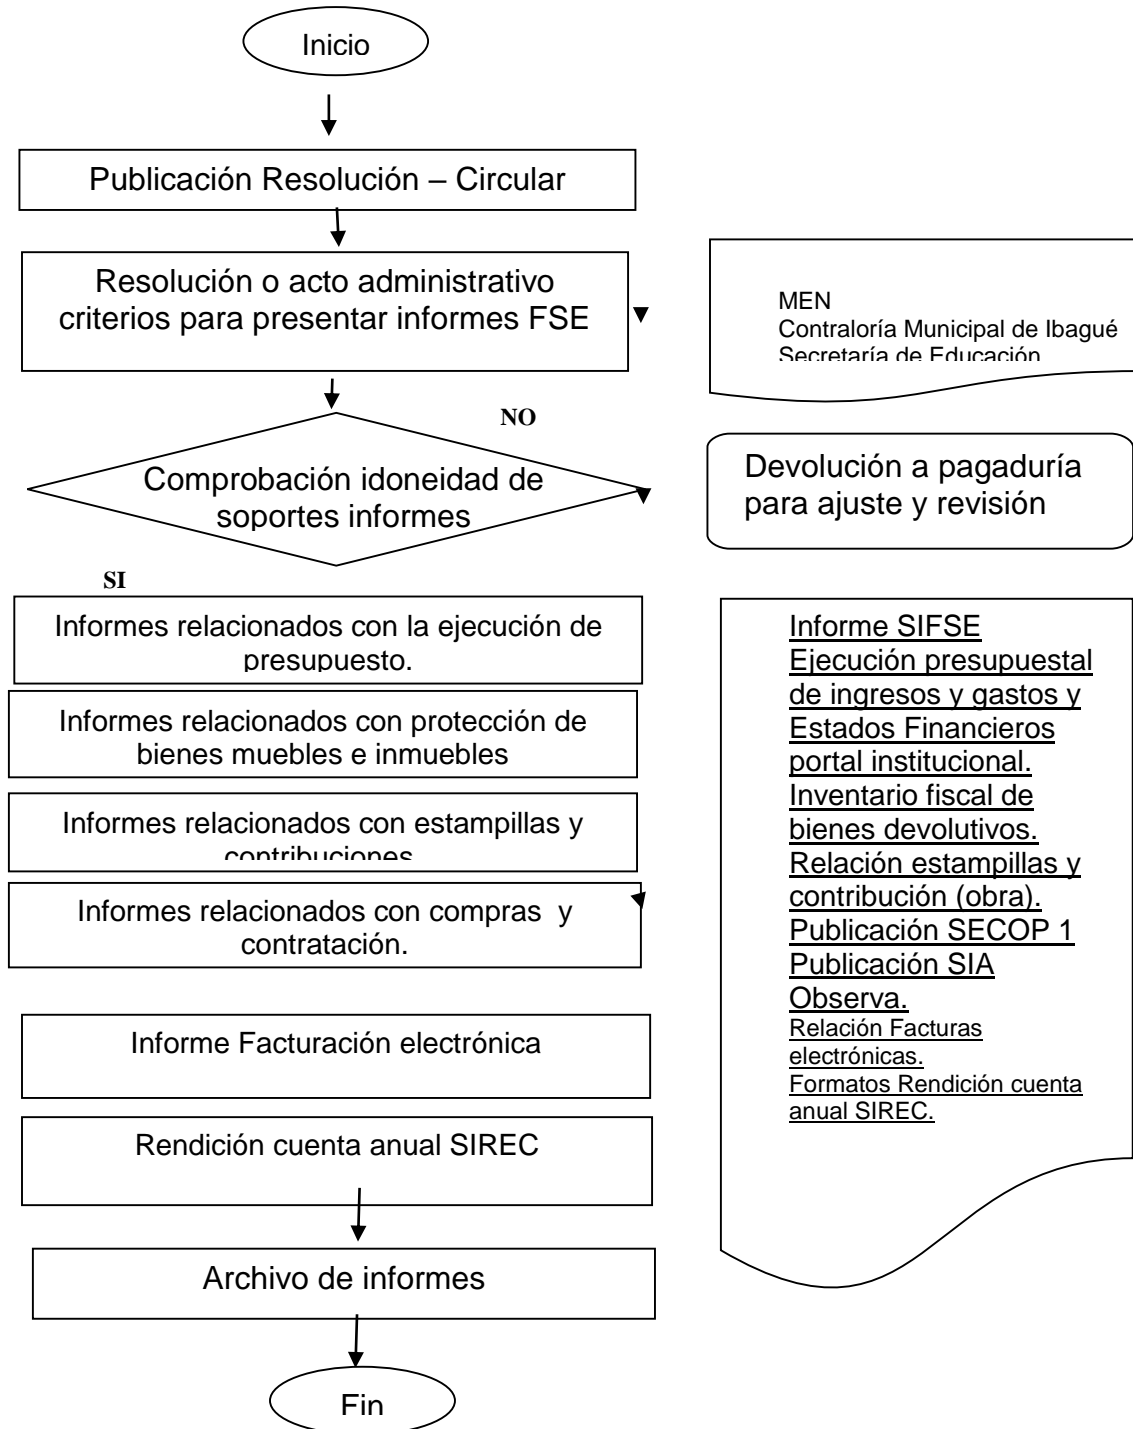 Inicio
Publicación Resolución – Circular
Resolución o acto administrativo
criterios para presentar informes FSE
MEN
Contraloría Municipal de Ibagué
Secretaría de Educación
NO
Comprobación idoneidad de
soportes informes
Devolución a pagaduría
para ajuste y revisión
SI
Informes relacionados con la ejecución de
presupuesto.
Informes relacionados con protección de
bienes muebles e inmuebles
Informes relacionados con estampillas y
contribuciones
Informes relacionados con compras y
contratación.
Informe Facturación electrónica
Rendición cuenta anual SIREC
Archivo de informes
Fin
Informe SIFSE
Ejecución presupuestal
de ingresos y gastos y
Estados Financieros
portal institucional.
Inventario fiscal de
bienes devolutivos.
Relación estampillas y
contribución (obra).
Publicación SECOP 1
Publicación SIA
Observa.
Relación Facturas
electrónicas.
Formatos Rendición cuenta
anual SIREC.